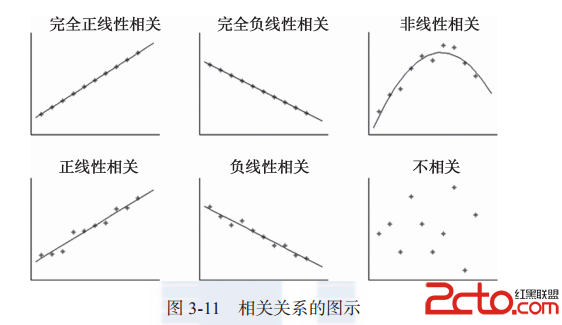 完全正线性相关
完全负线性相关
非线性相关
正线性相关
负线性相关
不相关
图 3-11 相关关系的图示
2cto
红黑联盟
.com